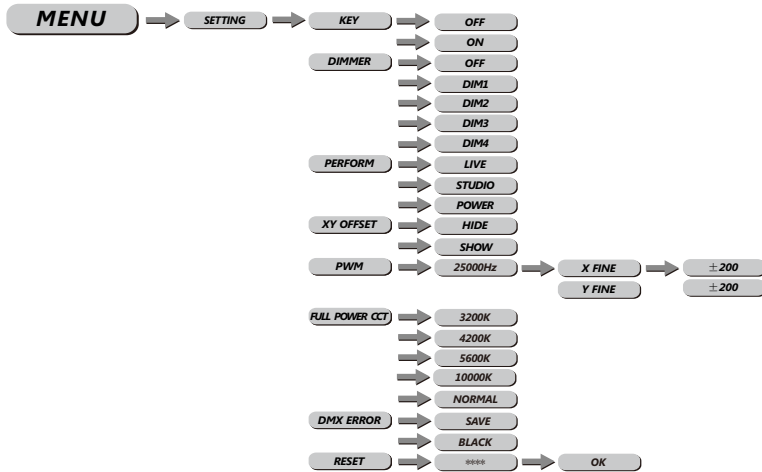 MENU SETTING KEY OFF
ON
DIMMER OFF
DIM1
DIM2
DIM3
DIM4
PERFORM LIVE
STUDIO
POWER
XY OFFSET HIDE
SHOW
PWM 25000Hz X FINE ±200
Y FINE ±200
FULL POWER CCT 3200K
4200K
5600K
10000K
NORMAL
DMX ERROR SAVE
BLACK
RESET **** OK